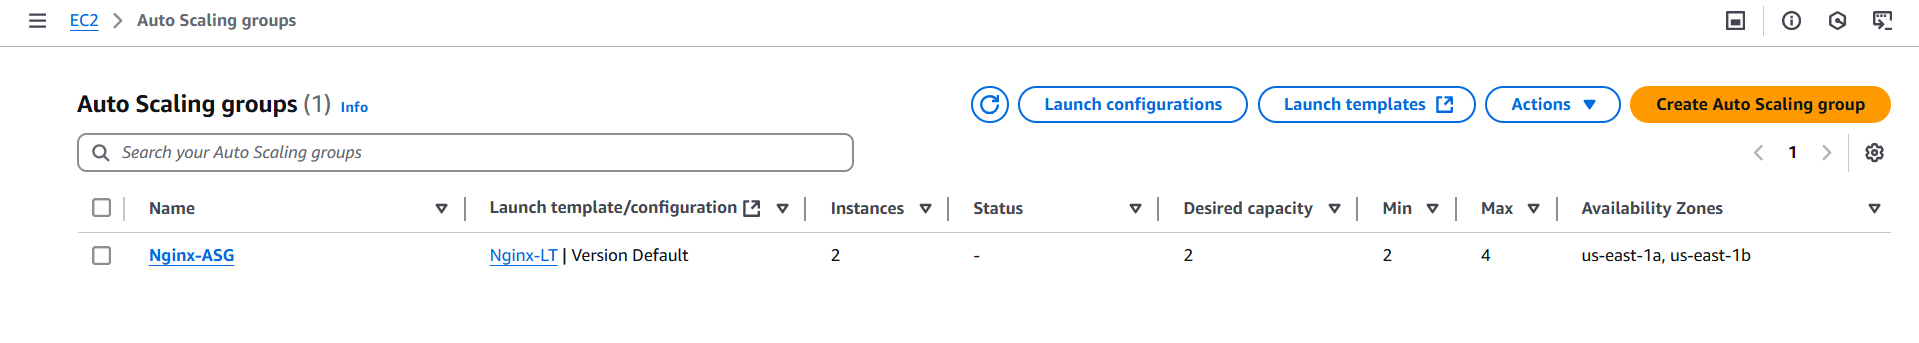 EC2 > Auto Scaling groups
Auto Scaling groups (1) Info
Launch configurations Launch templates Actions Create Auto Scaling group
Search your Auto Scaling groups
1
Name Launch template/configuration Instances Status Desired capacity Min Max Availability Zones
Nginx-ASG Nginx-LT | Version Default 2 - 2 2 4 us-east-1a, us-east-1b